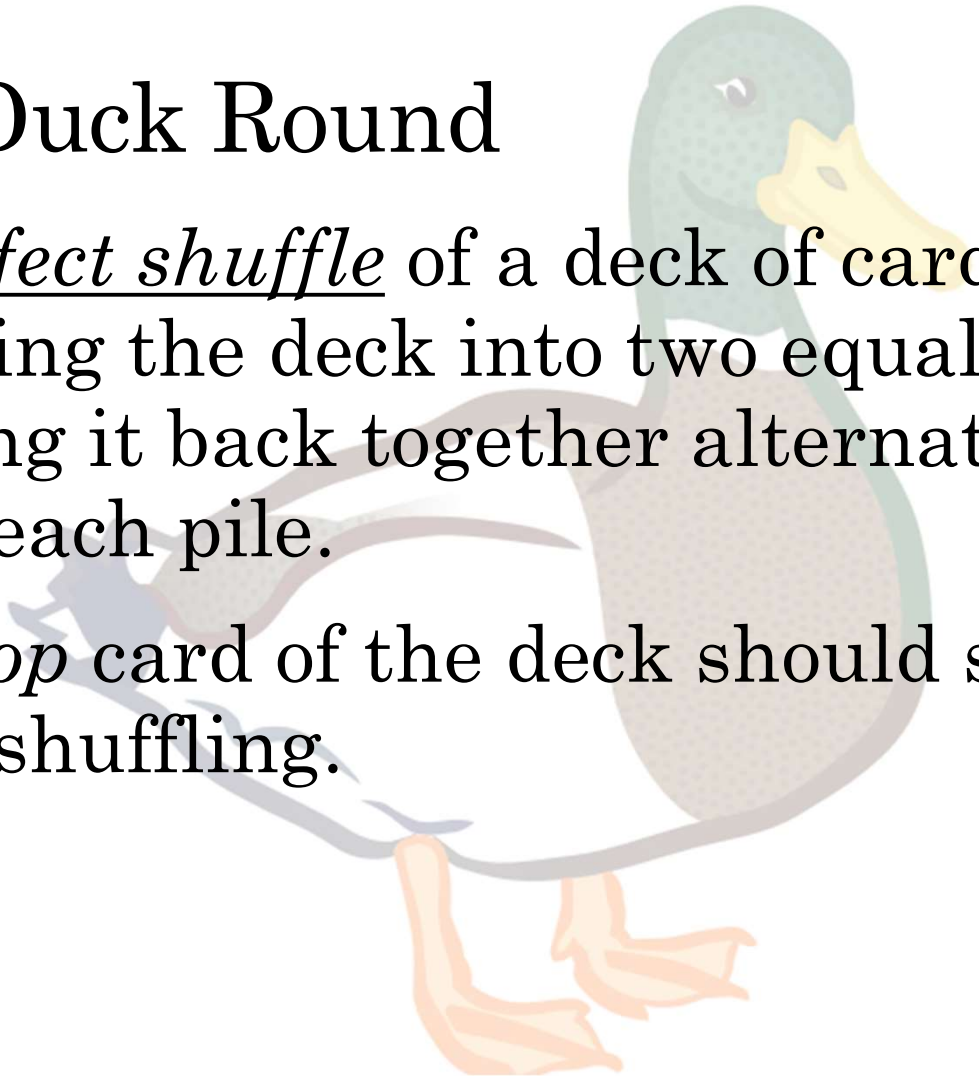 Duck Round
fect shuffle of a deck of card
ing the deck into two equal
ng it back together alternat
each pile.
op card of the deck should s
shuffling.